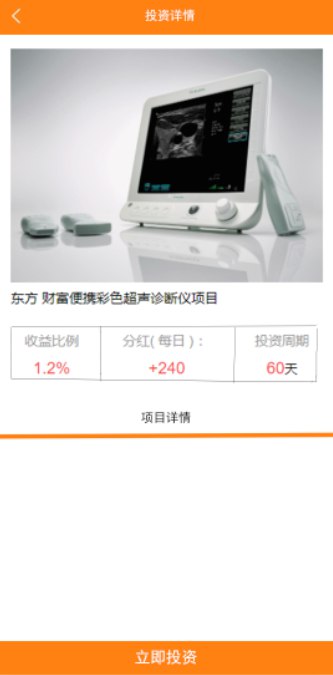 投资详情
东方 财富便携彩色超声诊断仪项目
收益比例 分红( 每日 )： 投资周期
1.2% +240 60天
项目详情
立即投资